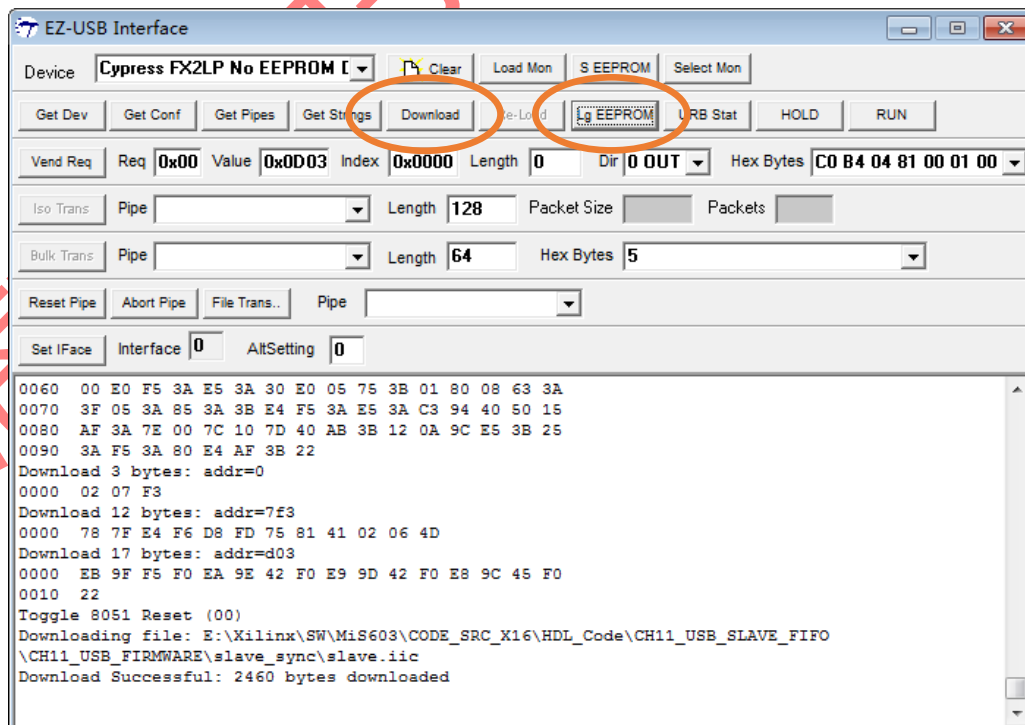 EZ-USB Interface
Device Cypress FX2LP No EEPROM D Clear Load Mon S EEPROM Select Mon
Get Dev Get Conf Get Pipes Get Strings Download Re-Load Lg EEPROM URB Stat HOLD RUN
Vend Req Req 0x00 Value 0x0D03 Index 0x0000 Length 0 Dir 0 OUT Hex Bytes C0 B4 04 81 00 01 00
Iso Trans Pipe Length 128 Packet Size Packets
Bulk Trans Pipe Length 64 Hex Bytes 5
Reset Pipe Abort Pipe File Trans.. Pipe
Set IFace Interface 0 AltSetting 0
0060 00 E0 F5 3A E5 3A 30 E0 05 75 3B 01 80 08 63 3A
0070 3F 05 3A 85 3A 3B E4 F5 3A E5 3A C3 94 40 50 15
0080 AF 3A 7E 00 7C 10 7D 40 AB 3B 12 0A 9C E5 3B 25
0090 3A F5 3A 80 E4 AF 3B 22
Download 3 bytes: addr=0
0000 02 07 F3
Download 12 bytes: addr=7f3
0000 78 7F E4 F6 D8 FD 75 81 41 02 06 4D
Download 17 bytes: addr=d03
0000 EB 9F F5 F0 EA 9E 42 F0 E9 9D 42 F0 E8 9C 45 F0
0010 22
Toggle 8051 Reset (00)
Downloading file: E:\Xilinx\SW\MiS603\CODE_SRC_X16\HDL_Code\CH11_USB_SLAVE_FIFO
\CH11_USB_FIRMWARE\slave_sync\slave.iic
Download Successful: 2460 bytes downloaded